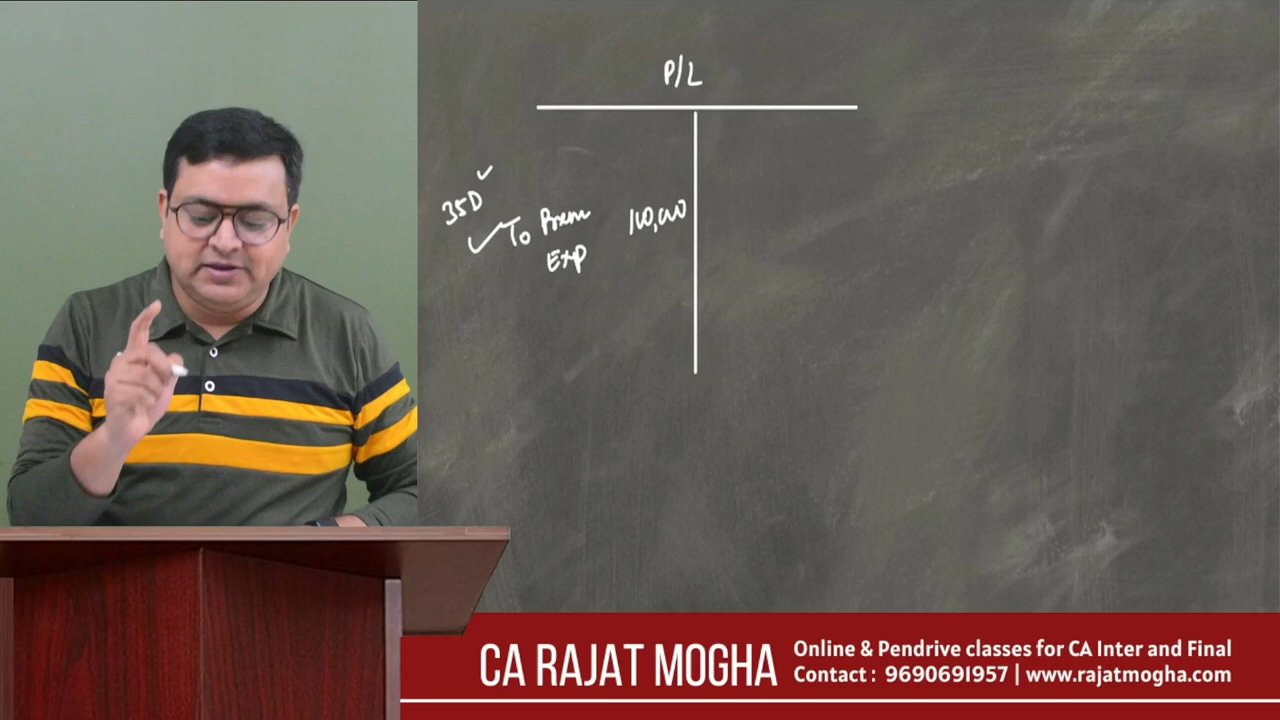 P/L
35D
To Prem 100,000
Exp
CA RAJAT MOGHA
Online & Pendrive classes for CA Inter and Final
Contact : 9690691957 | www.rajatmogha.com